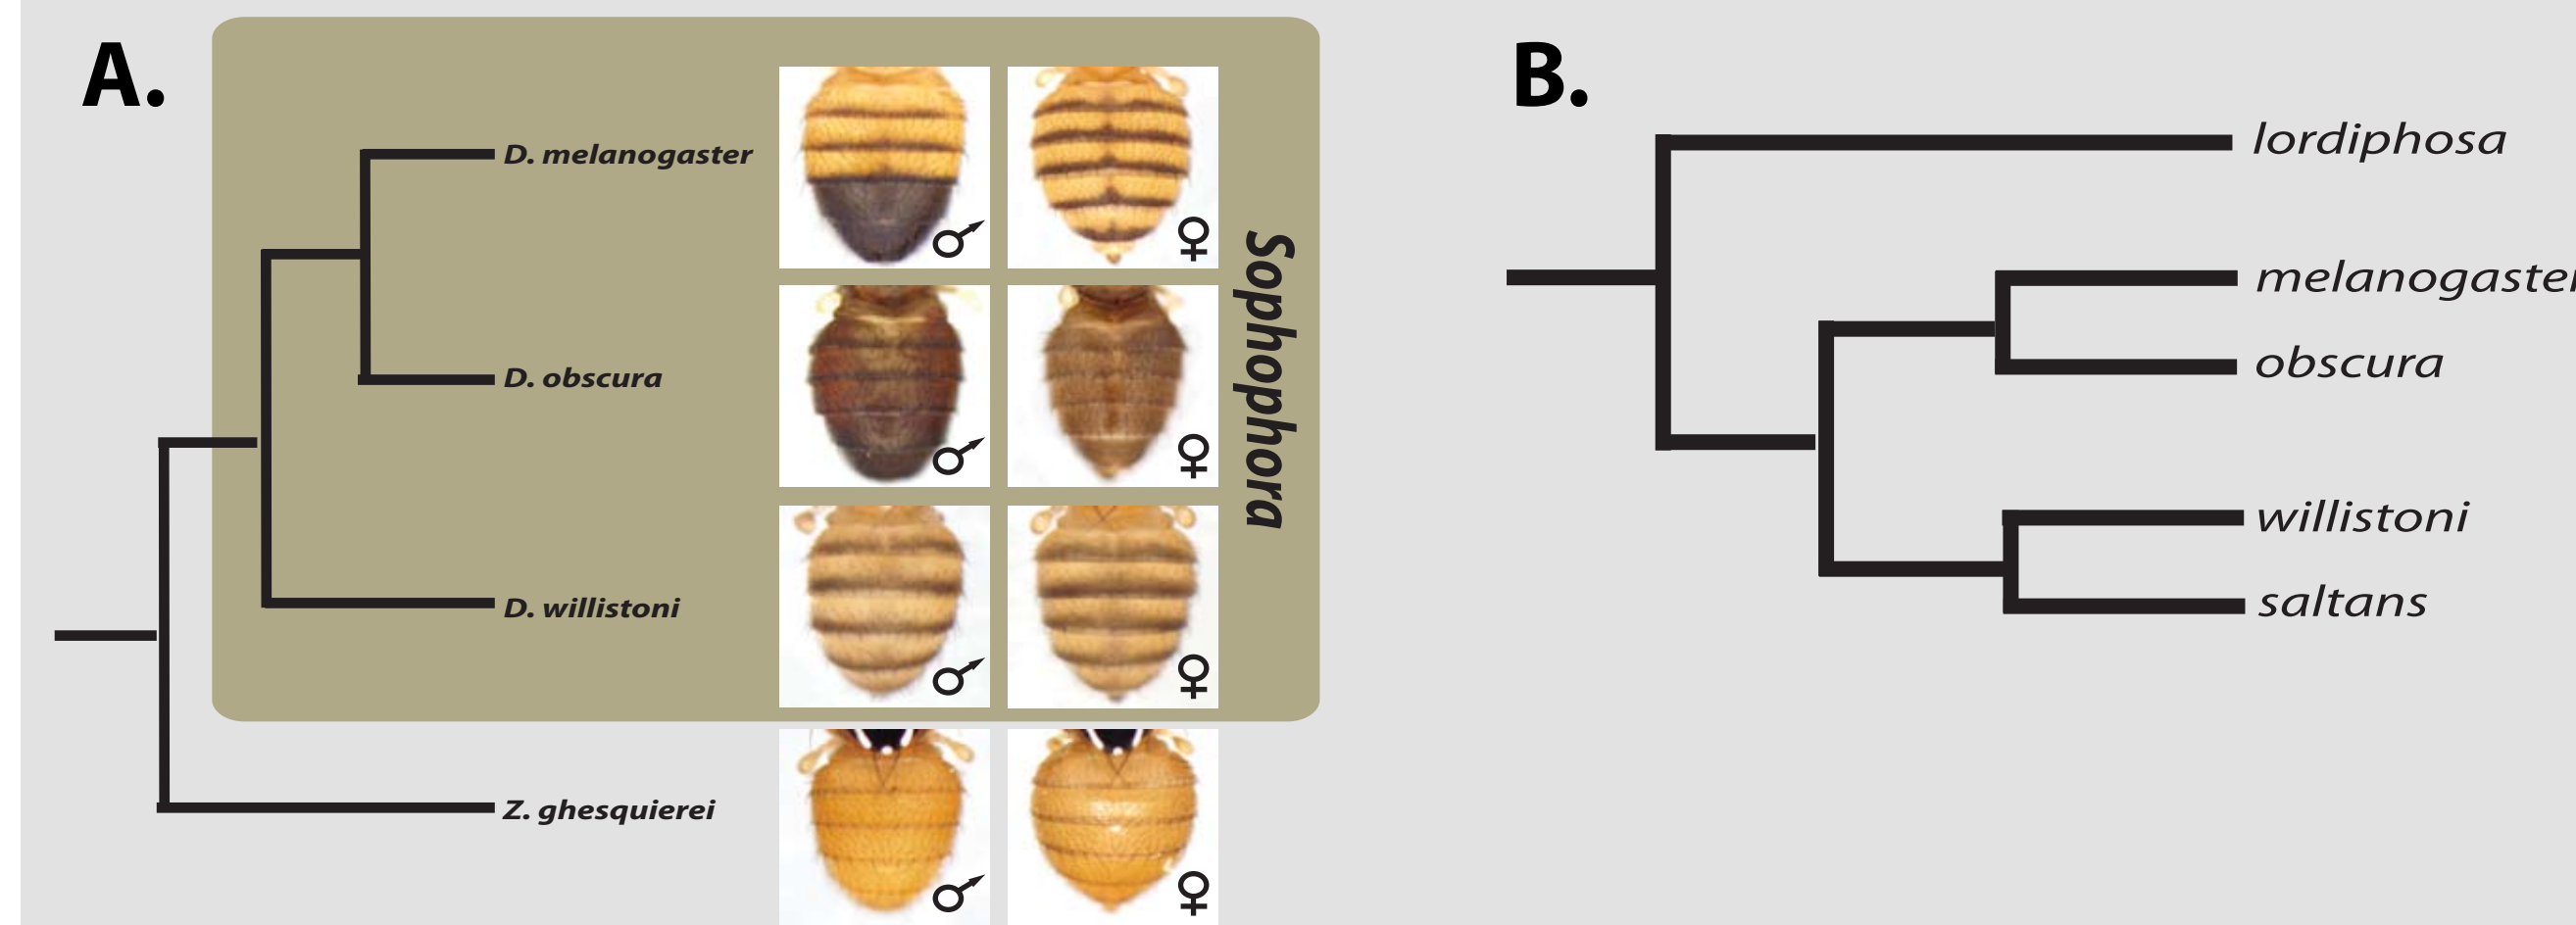 A.
D. melanogaster
D. obscura
D. willistoni
Z. ghesquierei
Sophophora
♂
♀
♂
♀
♂
♀
♂
♀
B.
lordiphosa
melanogaster
obscura
willistoni
saltans